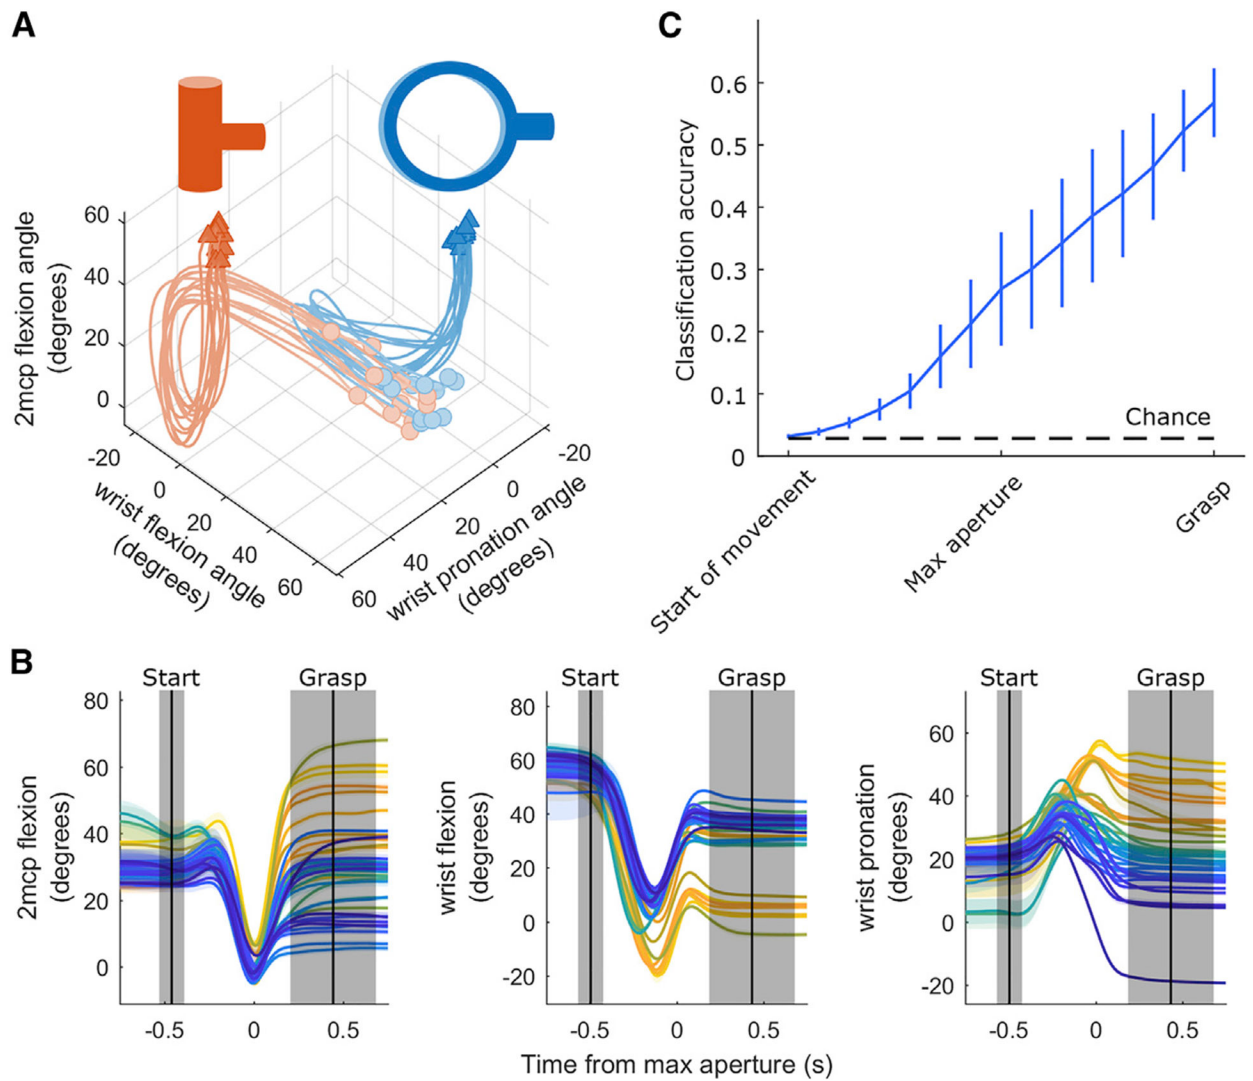 A
2mcp flexion angle
(degrees)
60
40
20
0
-20
0
20
40
60
wrist flexion angle
(degrees)
60
40
20
0
-20
wrist pronation angle
(degrees)
C
Classification accuracy
0.6
0.5
0.4
0.3
0.2
0.1
0
Chance
Start of movement
Max aperture
Grasp
B
Start
Grasp
2mcp flexion
(degrees)
80
60
40
20
0
-0.5
0
0.5
Start
Grasp
wrist flexion
(degrees)
80
60
40
20
0
-20
-0.5
0
0.5
Start
Grasp
wrist pronation
(degrees)
60
40
20
0
-20
-0.5
0
0.5
Time from max aperture (s)